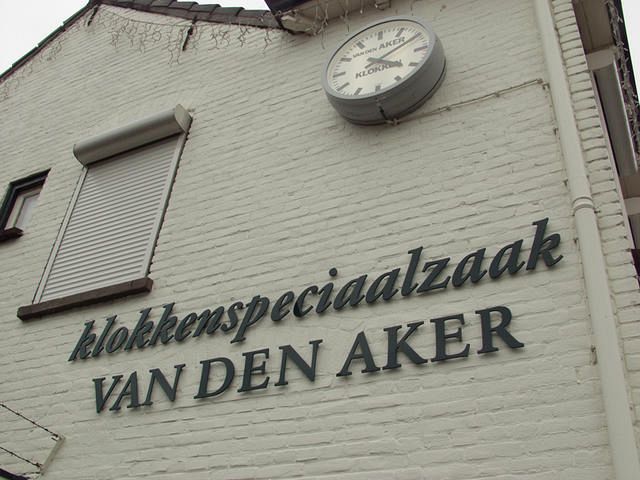 VAN DEN AKER
KLOKKEN
klokkenspeciaalzaak
VAN DEN AKER